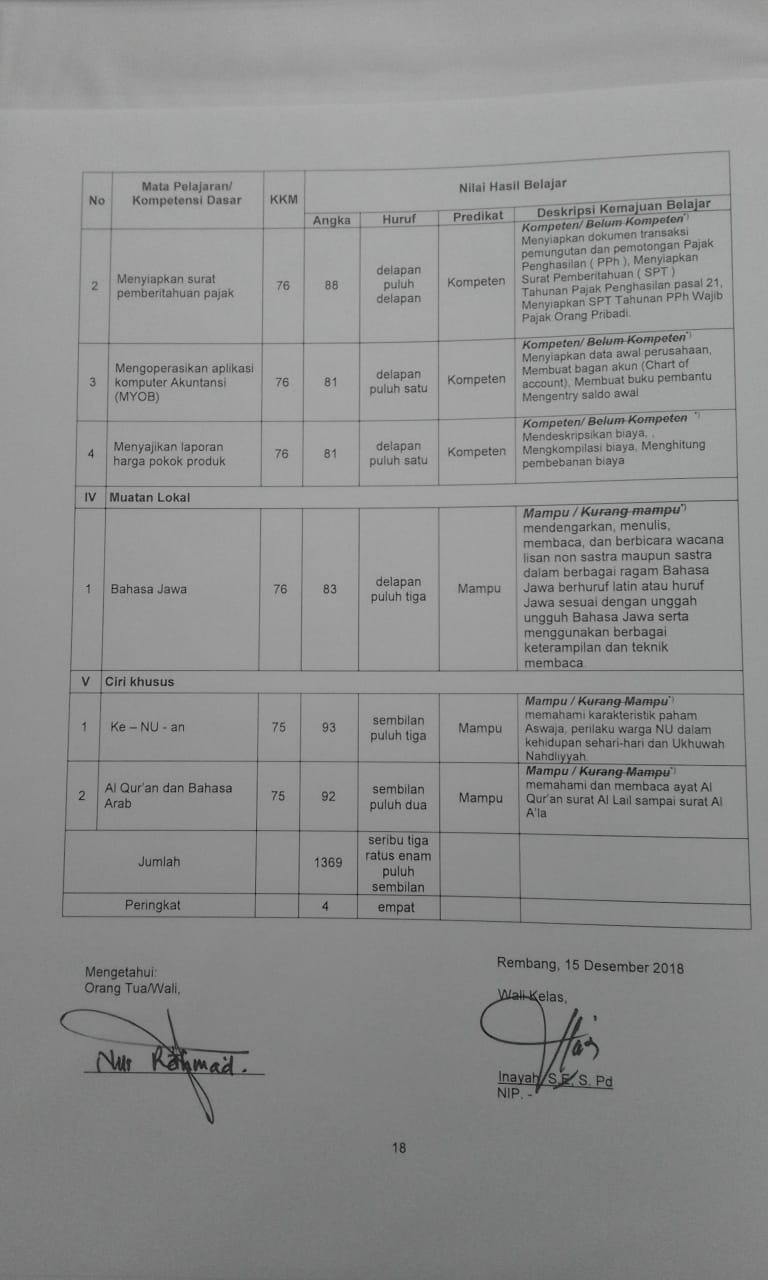 No
Mata Pelajaran/
Kompetensi Dasar
KKM
Nilai Hasil Belajar
Angka
Huruf
Predikat
Deskripsi Kemajuan Belajar
2
Menyiapkan surat
pemberitahuan pajak
76
88
delapan
puluh
delapan
Kompeten
Kompeten/ Belum Kompeten*)
Menyiapkan dokumen transaksi
pemungutan dan pemotongan Pajak
Penghasilan ( PPh ), Menyiapkan
Surat Pemberitahuan ( SPT )
Tahunan Pajak Penghasilan pasal 21,
Menyiapkan SPT Tahunan PPh Wajib
Pajak Orang Pribadi.
3
Mengoperasikan aplikasi
komputer Akuntansi
(MYOB)
76
81
delapan
puluh satu
Kompeten
Kompeten/ Belum Kompeten*)
Menyiapkan data awal perusahaan,
Membuat bagan akun (Chart of
account), Membuat buku pembantu
Mengentry saldo awal
4
Menyajikan laporan
harga pokok produk
76
81
delapan
puluh satu
Kompeten
Kompeten/ Belum Kompeten *)
Mendeskripsikan biaya, ,
Mengkompilasi biaya, Menghitung
pembebanan biaya
IV Muatan Lokal
1
Bahasa Jawa
76
83
delapan
puluh tiga
Mampu
Mampu / Kurang mampu*)
mendengarkan, menulis,
membaca, dan berbicara wacana
lisan non sastra maupun sastra
dalam berbagai ragam Bahasa
Jawa berhuruf latin atau huruf
Jawa sesuai dengan unggah
ungguh Bahasa Jawa serta
menggunakan berbagai
keterampilan dan teknik
membaca.
V Ciri khusus
1
Ke – NU - an
75
93
sembilan
puluh tiga
Mampu
Mampu / Kurang Mampu*)
memahami karakteristik paham
Aswaja, perilaku warga NU dalam
kehidupan sehari-hari dan Ukhuwah
Nahdliyyah.
2
Al Qur'an dan Bahasa
Arab
75
92
sembilan
puluh dua
Mampu
Mampu / Kurang Mampu*)
memahami dan membaca ayat Al
Qur'an surat Al Lail sampai surat Al
A'la
Jumlah
1369
seribu tiga
ratus enam
puluh
sembilan
Peringkat
4
empat
Mengetahui:
Orang Tua/Wali,
Nur Rohmad.
Rembang, 15 Desember 2018
Wali Kelas,
Inayah, S.E, S. Pd
NIP. -
18